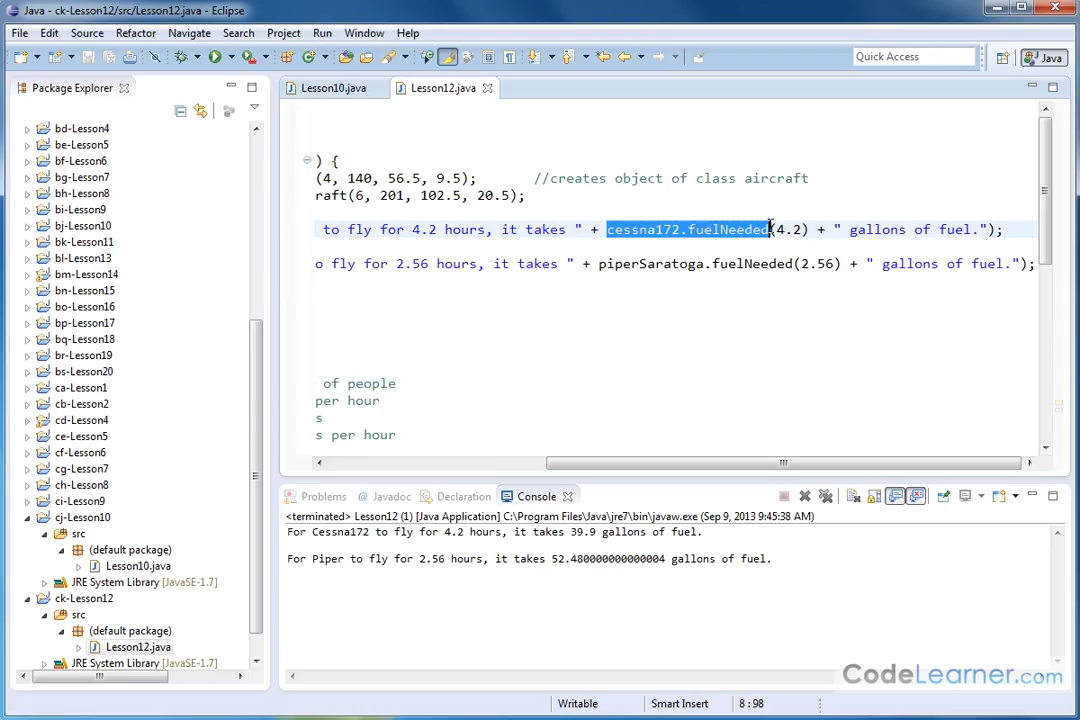 Java - ck-Lesson12/src/Lesson12.java - Eclipse
File Edit Source Refactor Navigate Search Project Run Window Help
Quick Access
Java
Package Explorer
bd-Lesson4
be-Lesson5
bf-Lesson6
bg-Lesson7
bh-Lesson8
bi-Lesson9
bj-Lesson10
bk-Lesson11
bl-Lesson13
bm-Lesson14
bn-Lesson15
bo-Lesson16
bp-Lesson17
bq-Lesson18
br-Lesson19
bs-Lesson20
ca-Lesson1
cb-Lesson2
cd-Lesson4
ce-Lesson5
cf-Lesson6
cg-Lesson7
ch-Lesson8
ci-Lesson9
cj-Lesson10
src
(default package)
Lesson10.java
JRE System Library [JavaSE-1.7]
ck-Lesson12
src
(default package)
Lesson12.java
JRE System Library [JavaSE-1.7]
Lesson10.java Lesson12.java
) {
(4, 140, 56.5, 9.5); //creates object of class aircraft
raft(6, 201, 102.5, 20.5);
to fly for 4.2 hours, it takes " + cessna172.fuelNeeded(4.2) + " gallons of fuel.");
o fly for 2.56 hours, it takes " + piperSaratoga.fuelNeeded(2.56) + " gallons of fuel.");
of people
per hour
s
s per hour
Problems @ Javadoc Declaration Console
<terminated> Lesson12 (1) [Java Application] C:\Program Files\Java\jre7\bin\javaw.exe (Sep 9, 2013 9:45:38 AM)
For Cessna172 to fly for 4.2 hours, it takes 39.9 gallons of fuel.
For Piper to fly for 2.56 hours, it takes 52.480000000000004 gallons of fuel.
CodeLearner.com
Writable Smart Insert 8 : 98